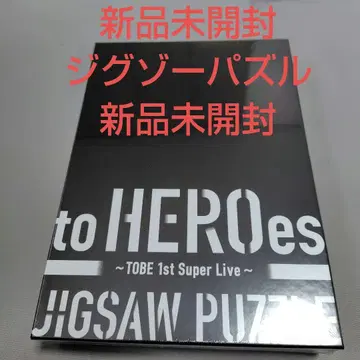 新品未開封
ジグゾーパズル
新品未開封
to HEROes
~TOBE 1st Super Live~
JIGSAW PUZZLE